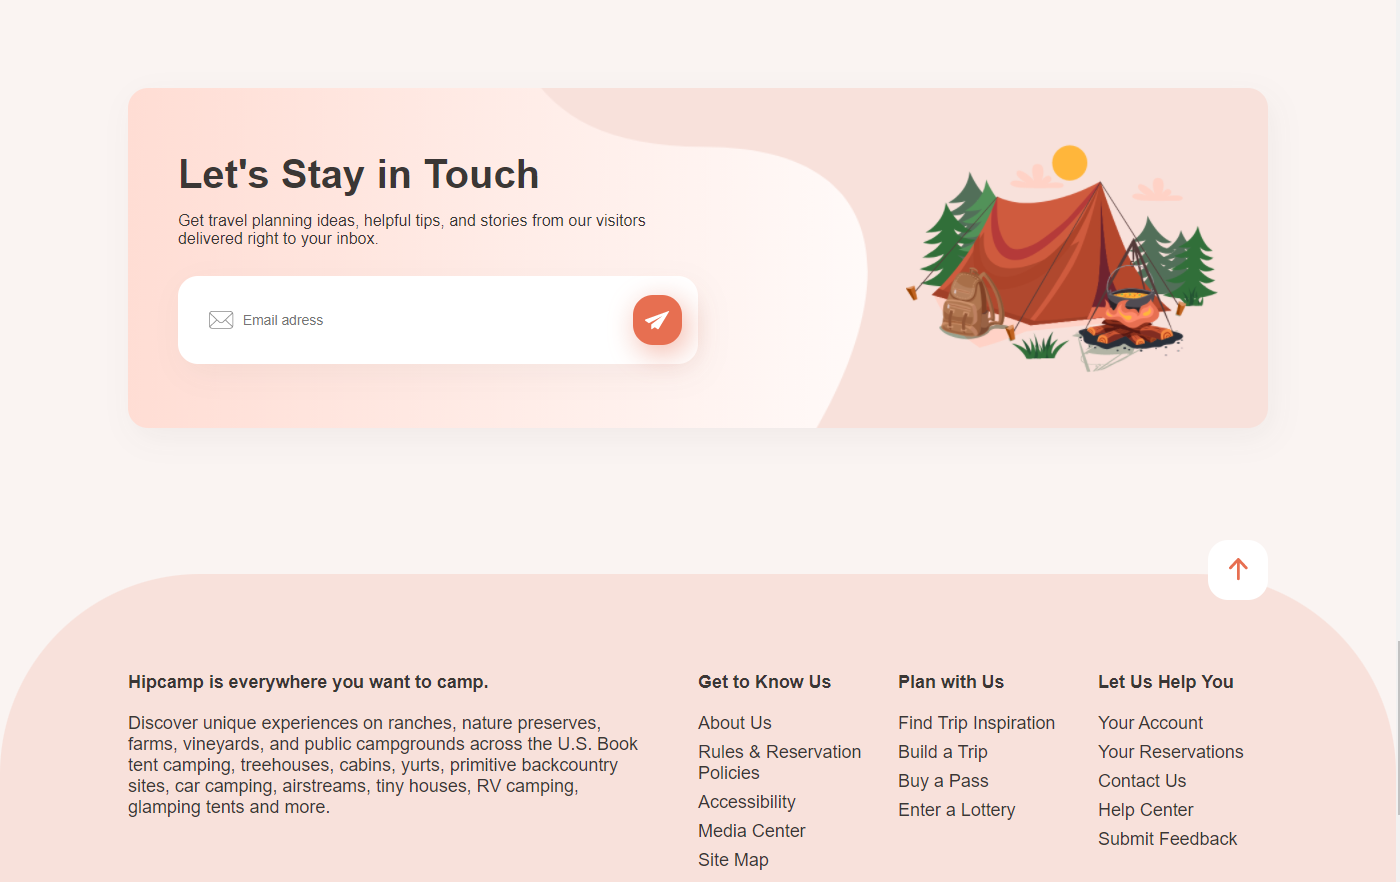 Let's Stay in Touch
Get travel planning ideas, helpful tips, and stories from our visitors
delivered right to your inbox.
Email adress
Hipcamp is everywhere you want to camp.
Discover unique experiences on ranches, nature preserves,
farms, vineyards, and public campgrounds across the U.S. Book
tent camping, treehouses, cabins, yurts, primitive backcountry
sites, car camping, airstreams, tiny houses, RV camping,
glamping tents and more.
Get to Know Us
About Us
Rules & Reservation
Policies
Accessibility
Media Center
Site Map
Plan with Us
Find Trip Inspiration
Build a Trip
Buy a Pass
Enter a Lottery
Let Us Help You
Your Account
Your Reservations
Contact Us
Help Center
Submit Feedback